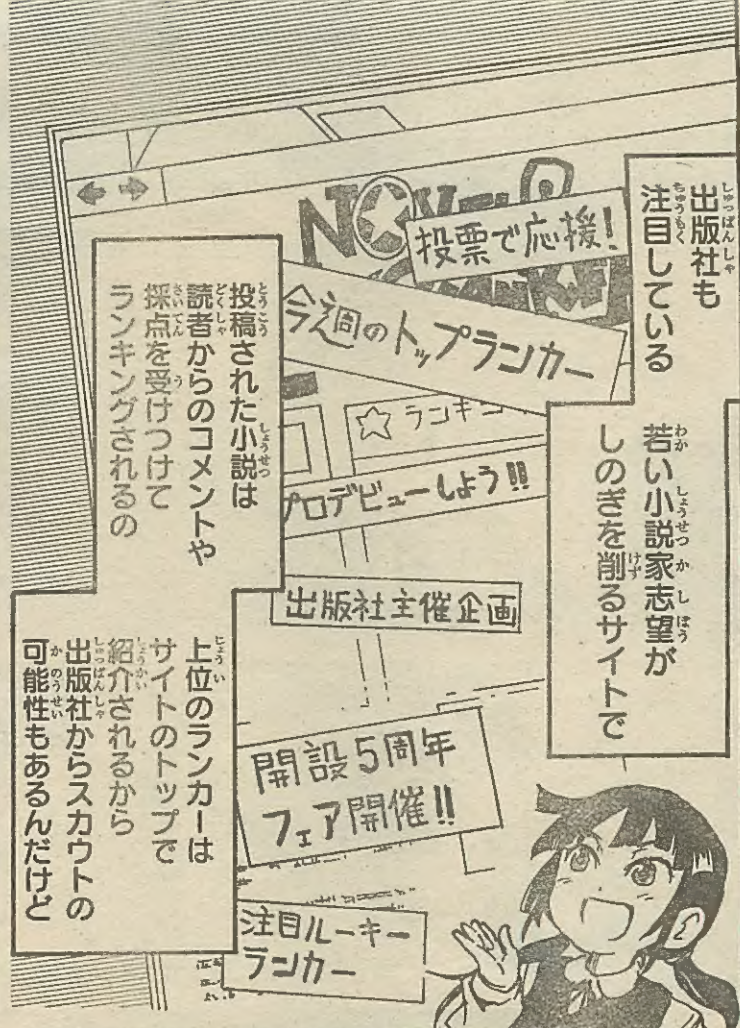 出版社も
注目している
若い小説家志望が
しのぎを削るサイトで
投稿された小説は
読者からのコメントや
採点を受けつけて
ランキングされるの
上位のランカーは
サイトのトップで
紹介されるから
出版社からスカウトの
可能性もあるんだけど
投票で応援!
今週のトップランカー
☆ランキン
プロデビューしよう!!
出版社主催企画
開設5周年
フェア開催!!
注目ルーキー
ランカー